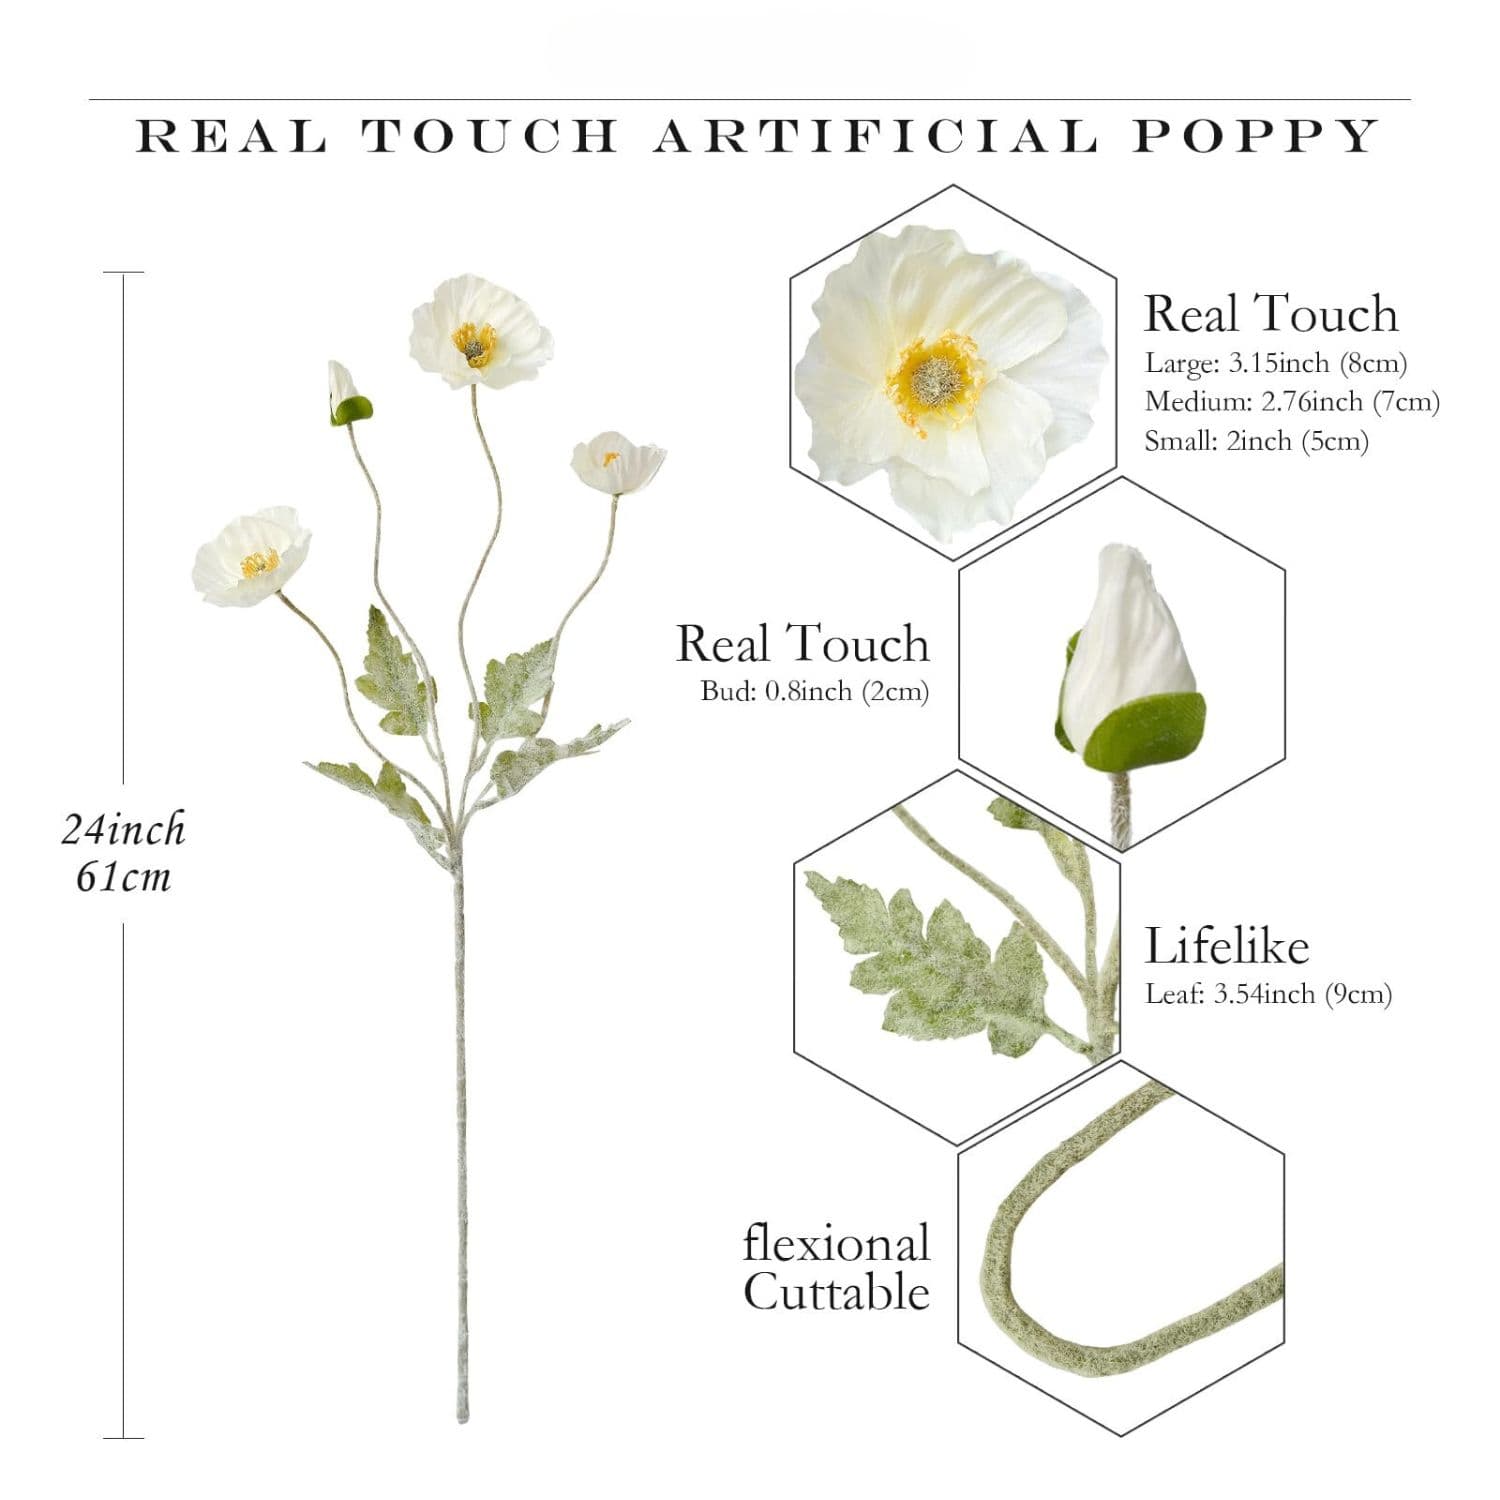 REAL TOUCH ARTIFICIAL POPPY
Real Touch
Large: 3.15inch (8cm)
Medium: 2.76inch (7cm)
Small: 2inch (5cm)
Real Touch
Bud: 0.8inch (2cm)
24inch
61cm
Lifelike
Leaf: 3.54inch (9cm)
flexional
Cuttable